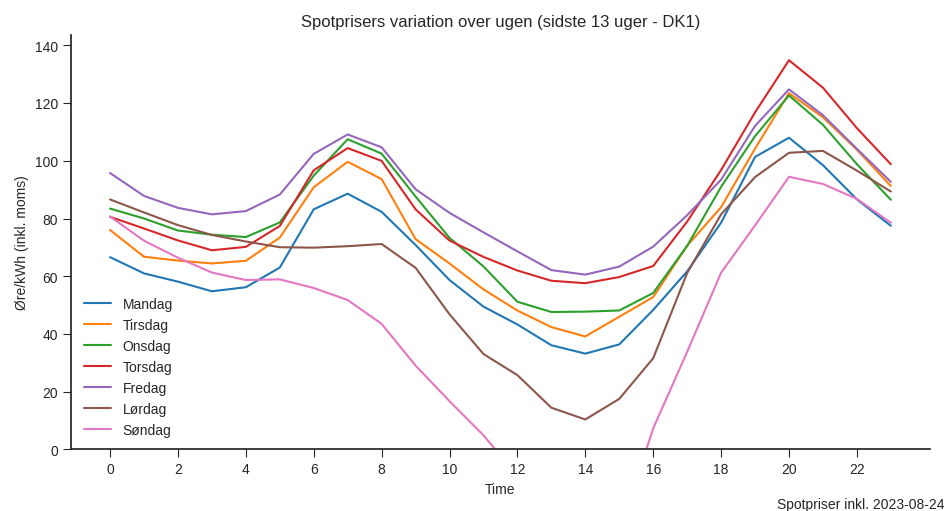 Spotprisers variation over ugen (sidste 13 uger - DK1)
140
120
100
80
60
40
20
0
Øre/kWh (inkl. moms)
Mandag
Tirsdag
Onsdag
Torsdag
Fredag
Lørdag
Søndag
0 2 4 6 8 10 12 14 16 18 20 22
Time
Spotpriser inkl. 2023-08-24